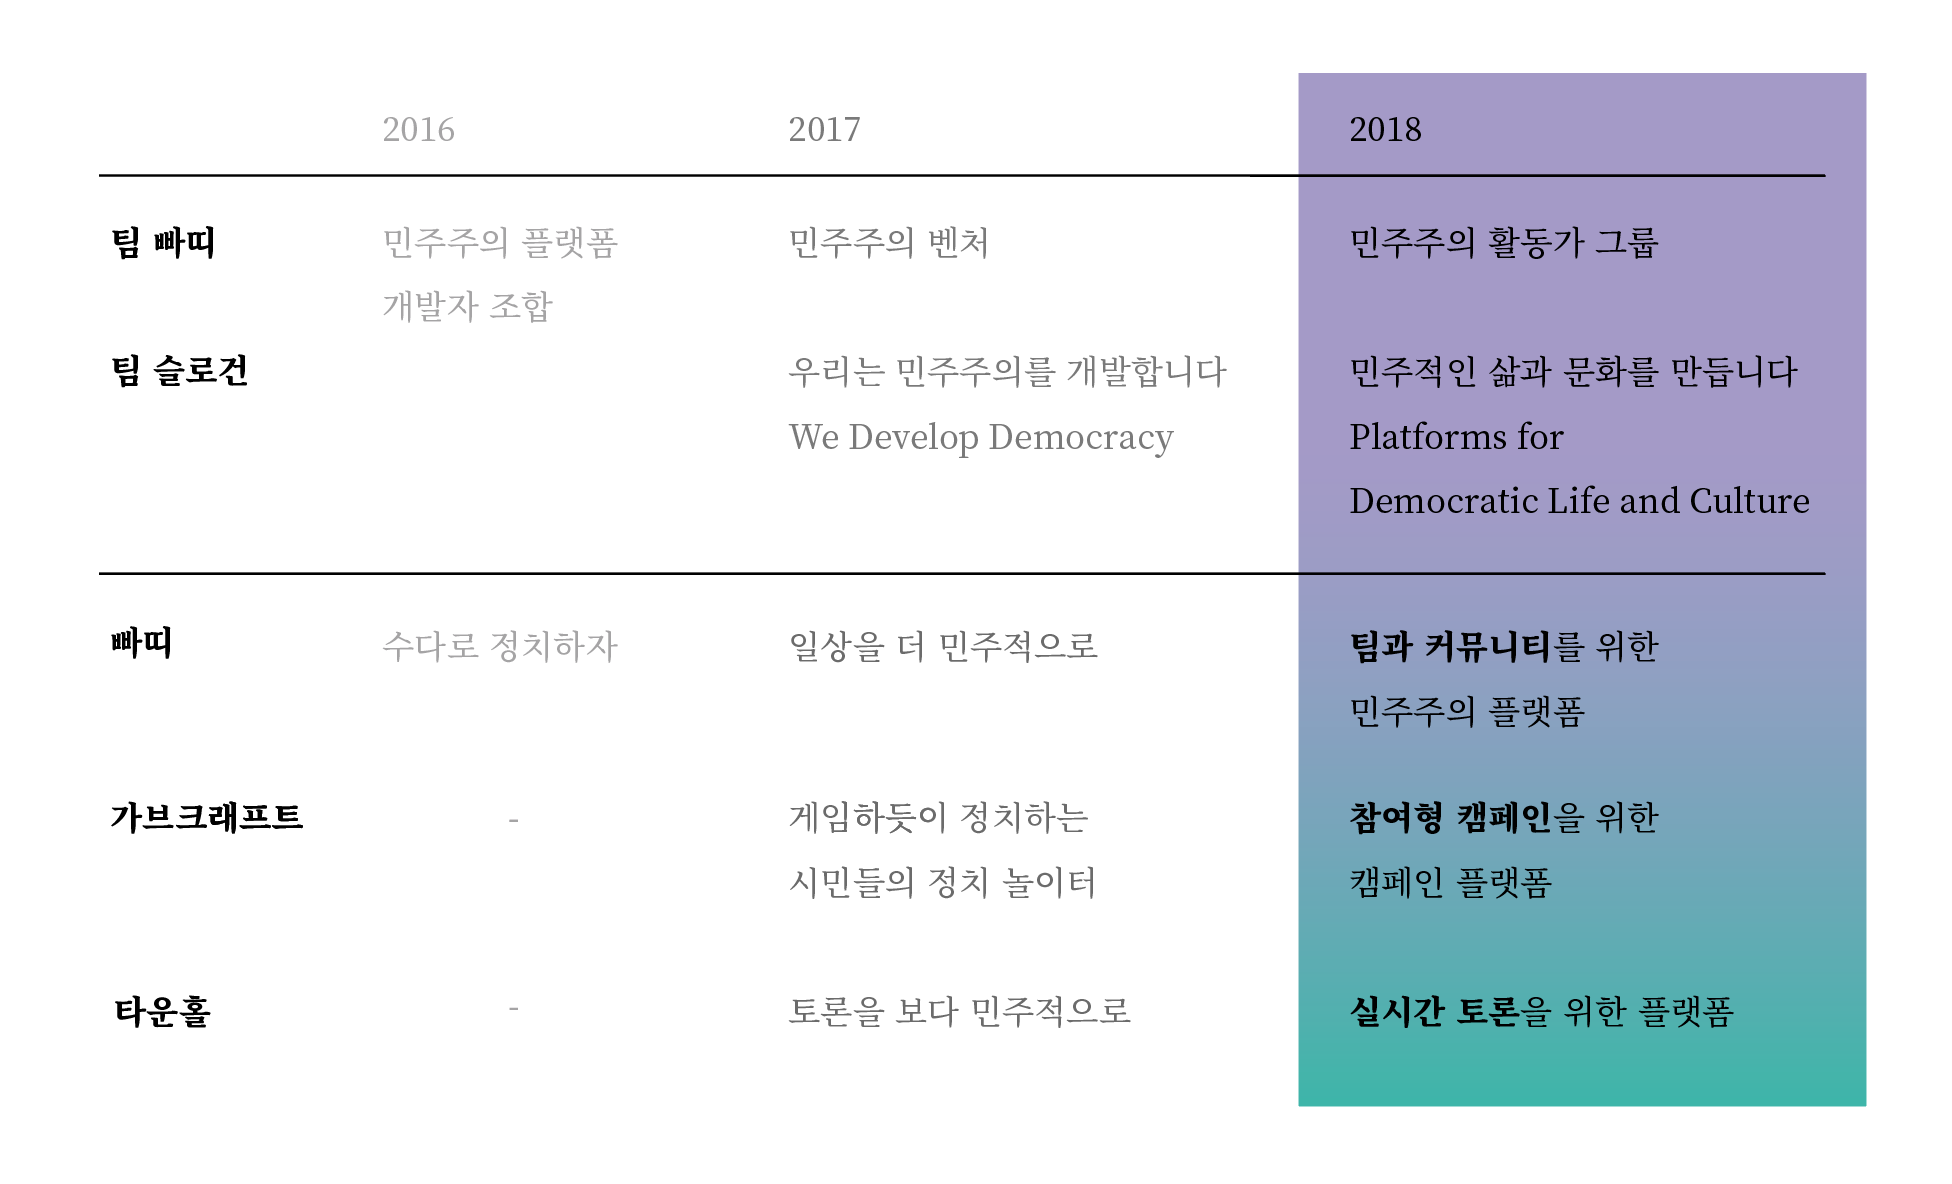 2016 2017 2018
팀 빠띠 민주주의 플랫폼 민주주의 벤처 민주주의 활동가 그룹
개발자 조합
팀 슬로건 우리는 민주주의를 개발합니다 민주적인 삶과 문화를 만듭니다
We Develop Democracy Platforms for
Democratic Life and Culture
빠띠 수다로 정치하자 일상을 더 민주적으로 팀과 커뮤니티를 위한
민주주의 플랫폼
가브크래프트 - 게임하듯이 정치하는 참여형 캠페인을 위한
시민들의 정치 놀이터 캠페인 플랫폼
타운홀 - 토론을 보다 민주적으로 실시간 토론을 위한 플랫폼